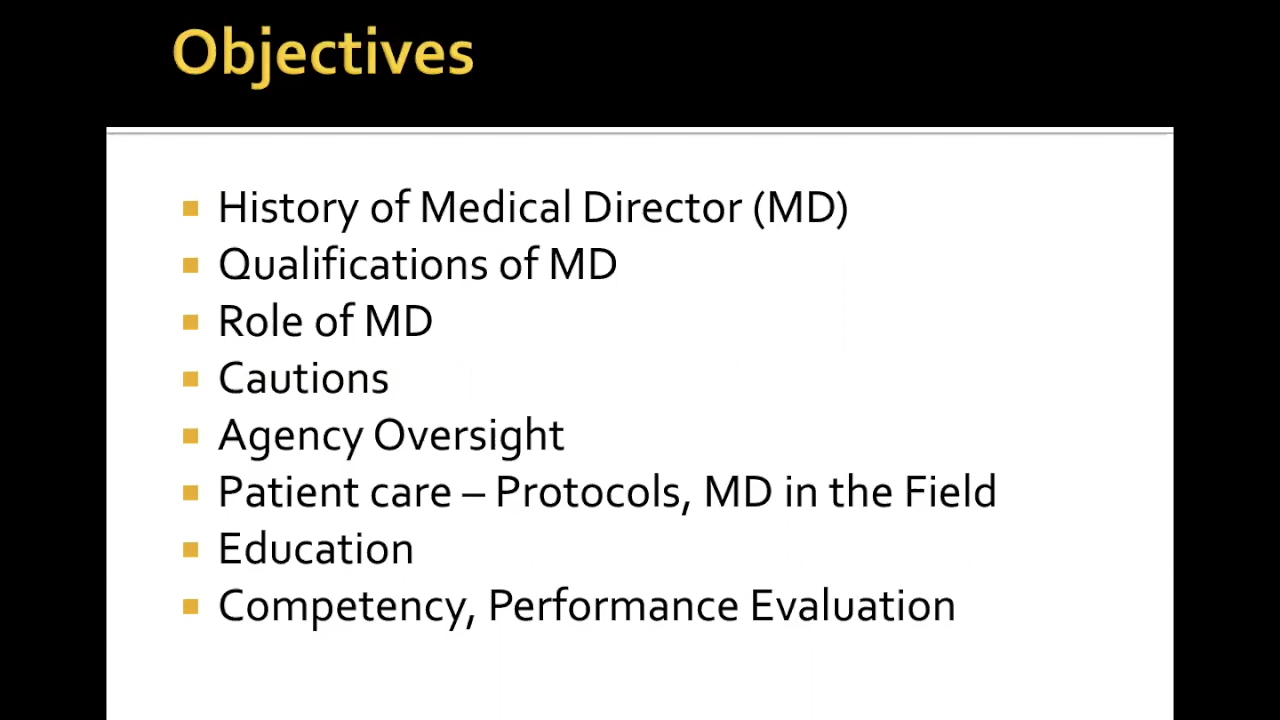 Objectives
History of Medical Director (MD)
Qualifications of MD
Role of MD
Cautions
Agency Oversight
Patient care – Protocols, MD in the Field
Education
Competency, Performance Evaluation